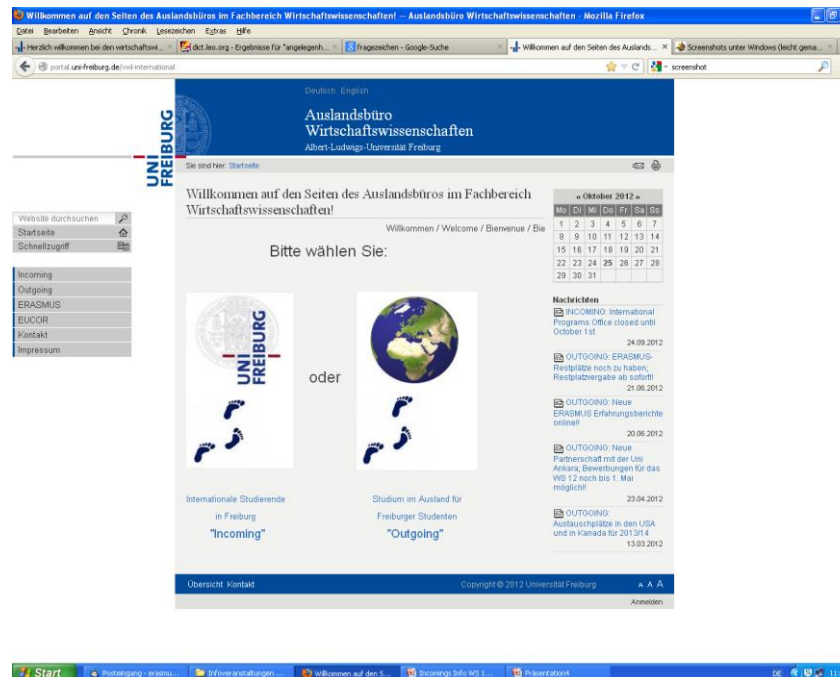 Willkommen auf den Seiten des Auslandsbüros im Fachbereich Wirtschaftswissenschaften! — Auslandsbüro Wirtschaftswissenschaften - Mozilla Firefox
Datei Bearbeiten Ansicht Chronik Lesezeichen Extras Hilfe
Herzlich willkommen bei den wirtschaftswi...
dict.leo.org - Ergebnisse für "angelegenh...
fragezeichen - Google-Suche
Willkommen auf den Seiten des Auslands...
Screenshots unter Windows (leicht gema...
portal.uni-freiburg.de/vwl-international
screenshot
Deutsch English
Auslandsbüro
Wirtschaftswissenschaften
Albert-Ludwigs-Universität Freiburg
UNI
FREIBURG
Sie sind hier: Startseite
Website durchsuchen
Startseite
Schnellzugriff
Incoming
Outgoing
ERASMUS
EUCOR
Kontakt
Impressum
Willkommen auf den Seiten des Auslandsbüros im Fachbereich
Wirtschaftswissenschaften!
Willkommen / Welcome / Bienvenue / Bie
Bitte wählen Sie:
UNI
FREIBURG
oder
Internationale Studierende
in Freiburg
"Incoming"
Studium im Ausland für
Freiburger Studenten
"Outgoing"
« Oktober 2012 »
Mo Di Mi Do Fr Sa So
1 2 3 4 5 6 7
8 9 10 11 12 13 14
15 16 17 18 19 20 21
22 23 24 25 26 27 28
29 30 31
Nachrichten
INCOMING: International
Programs Office closed until
October 1st
24.09.2012
OUTGOING: ERASMUS-
Restplätze noch zu haben;
Restplatzvergabe ab sofort!!
21.06.2012
OUTGOING: Neue
ERASMUS Erfahrungsberichte
online!!
20.06.2012
OUTGOING: Neue
Partnerschaft mit der Uni
Ankara; Bewerbungen für das
WS 12 noch bis 1. Mai
möglich!!
23.04.2012
OUTGOING:
Austauschplätze in den USA
und in Kanada für 2013/14
13.03.2012
Übersicht Kontakt
Copyright © 2012 Universität Freiburg
A A A
Anmelden
Start
Posteingang - erasmu...
Infoveranstaltungen ...
Willkommen auf den S...
Incomings Info WS 1...
Präsentation4
DE